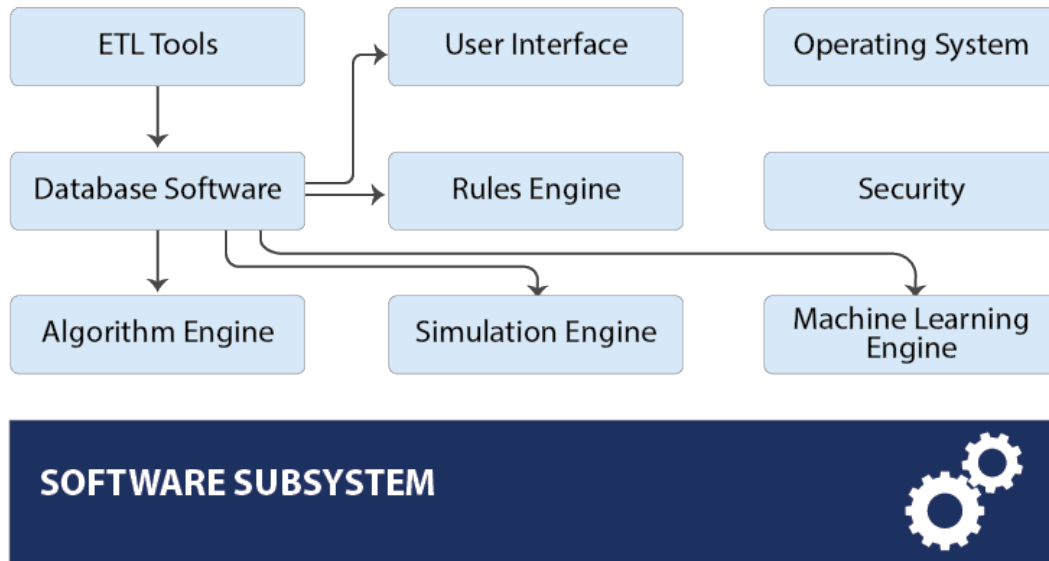 ETL Tools
User Interface
Operating System
Database Software
Rules Engine
Security
Algorithm Engine
Simulation Engine
Machine Learning
Engine
SOFTWARE SUBSYSTEM